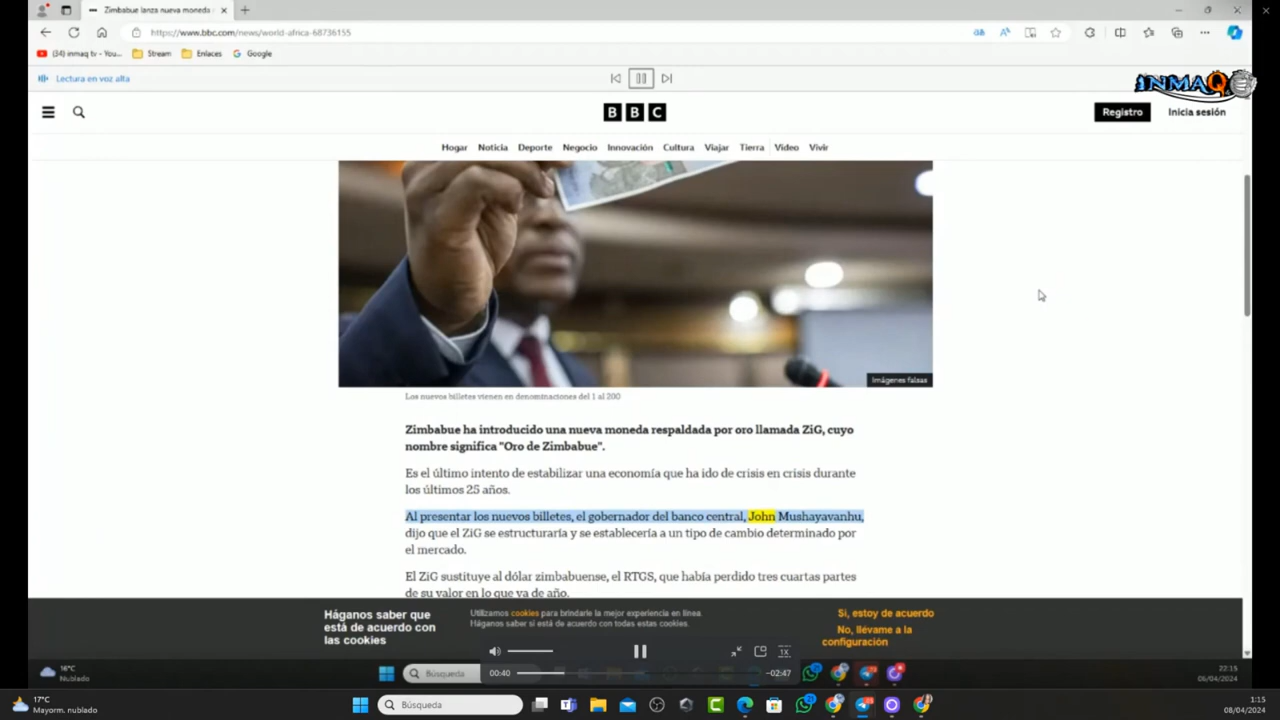 Zimbabue lanza nueva moneda
https://www.bbc.com/news/world-africa-68736155
(34) inmaq tv - You...
Stream
Enlaces
Google
Lectura en voz alta
INMAQ
BBC
Registro
Inicia sesión
Hogar
Noticia
Deporte
Negocio
Innovación
Cultura
Viajar
Tierra
Video
Vivir
Imágenes falsas
Los nuevos billetes vienen en denominaciones del 1 al 200
Zimbabue ha introducido una nueva moneda respaldada por oro llamada ZiG, cuyo
nombre significa "Oro de Zimbabue".
Es el último intento de estabilizar una economía que ha ido de crisis en crisis durante
los últimos 25 años.
Al presentar los nuevos billetes, el gobernador del banco central, John Mushayavanhu,
dijo que el ZiG se estructuraría y se establecería a un tipo de cambio determinado por
el mercado.
El ZiG sustituye al dólar zimbabuense, el RTGS, que había perdido tres cuartas partes
de su valor en lo que va de año.
Háganos saber que
está de acuerdo con
las cookies
Utilizamos cookies para brindarle la mejor experiencia en línea.
Háganos saber si está de acuerdo con todas estas cookies.
Sí, estoy de acuerdo
No, llévame a la
configuración
1X
00:40
-02:47
16°C
Nublado
Búsqueda
22:15
06/04/2024
17°C
Mayorm. nublado
Búsqueda
1:15
08/04/2024